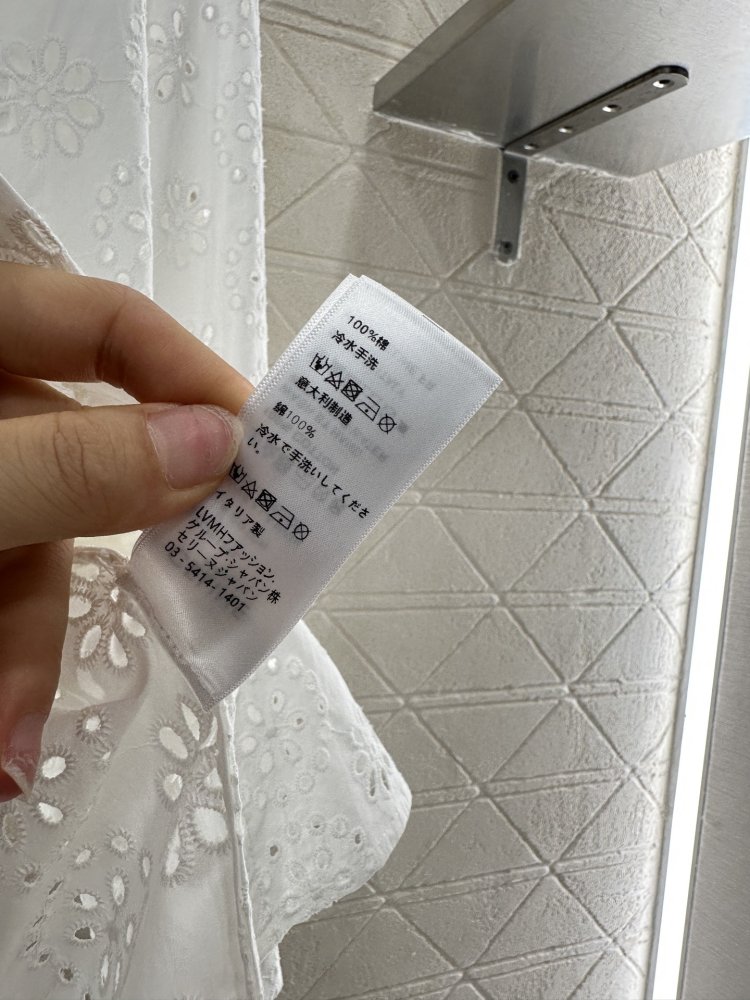 100%綿
冷水手洗
意大利制造
綿100%
冷水で手洗いしてくださ
い。
イタリア製
LVMHファッション.
グループ.ジャパン株
セリーヌジャパン
03 - 5414- 1401